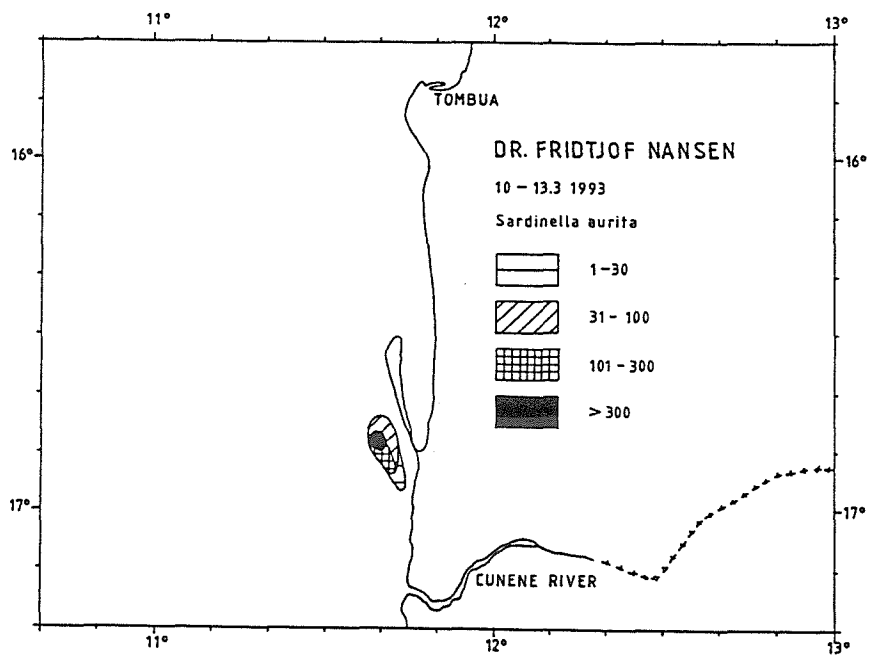 11°
12°
13°
TOMBUA
16°
16°
DR. FRIDTJOF NANSEN
10 - 13.3 1993
Sardinella aurita
1-30
31 - 100
101 - 300
> 300
17°
17°
CUNENE RIVER
11°
12°
13°